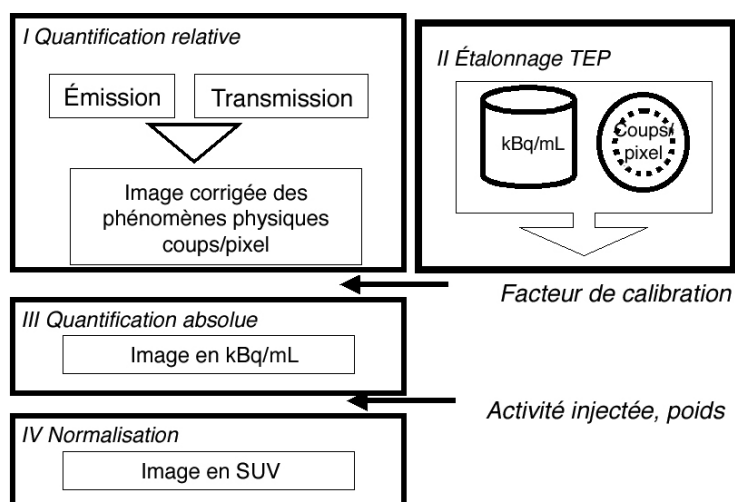 I Quantification relative
Émission
Transmission
Image corrigée des
phénomènes physiques
coups/pixel
II Étalonnage TEP
kBq/mL
Coups/
pixel
Facteur de calibration
III Quantification absolue
Image en kBq/mL
Activité injectée, poids
IV Normalisation
Image en SUV